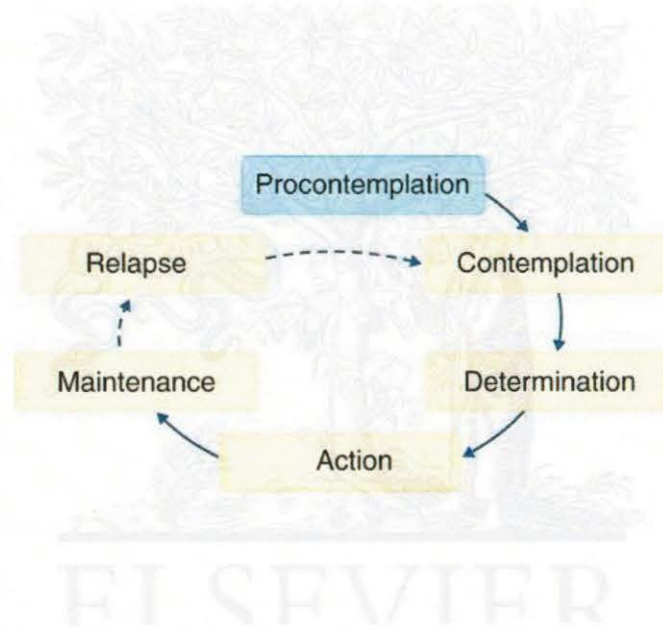 Procontemplation
Relapse
Contemplation
Maintenance
Determination
Action
ELSEVIER